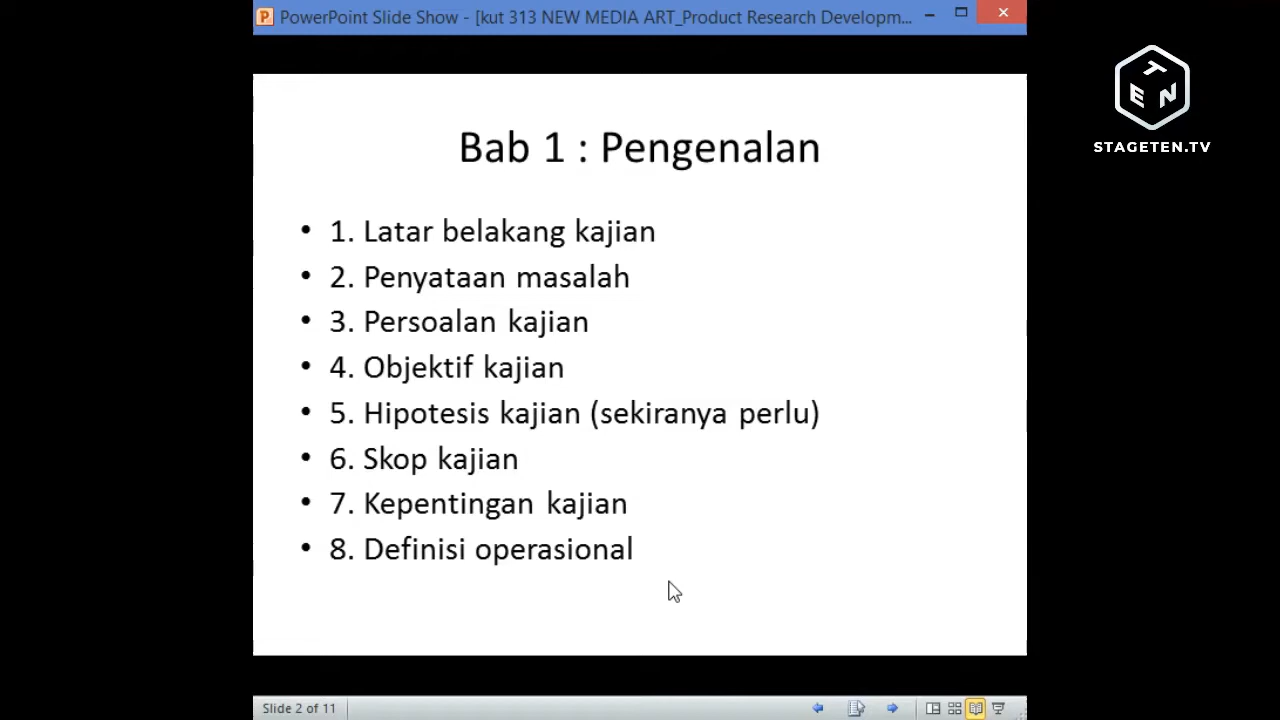 PowerPoint Slide Show - [kut 313 NEW MEDIA ART_Product Research Developm...
TEN
STAGETEN.TV
Bab 1 : Pengenalan
• 1. Latar belakang kajian
• 2. Penyataan masalah
• 3. Persoalan kajian
• 4. Objektif kajian
• 5. Hipotesis kajian (sekiranya perlu)
• 6. Skop kajian
• 7. Kepentingan kajian
• 8. Definisi operasional
Slide 2 of 11